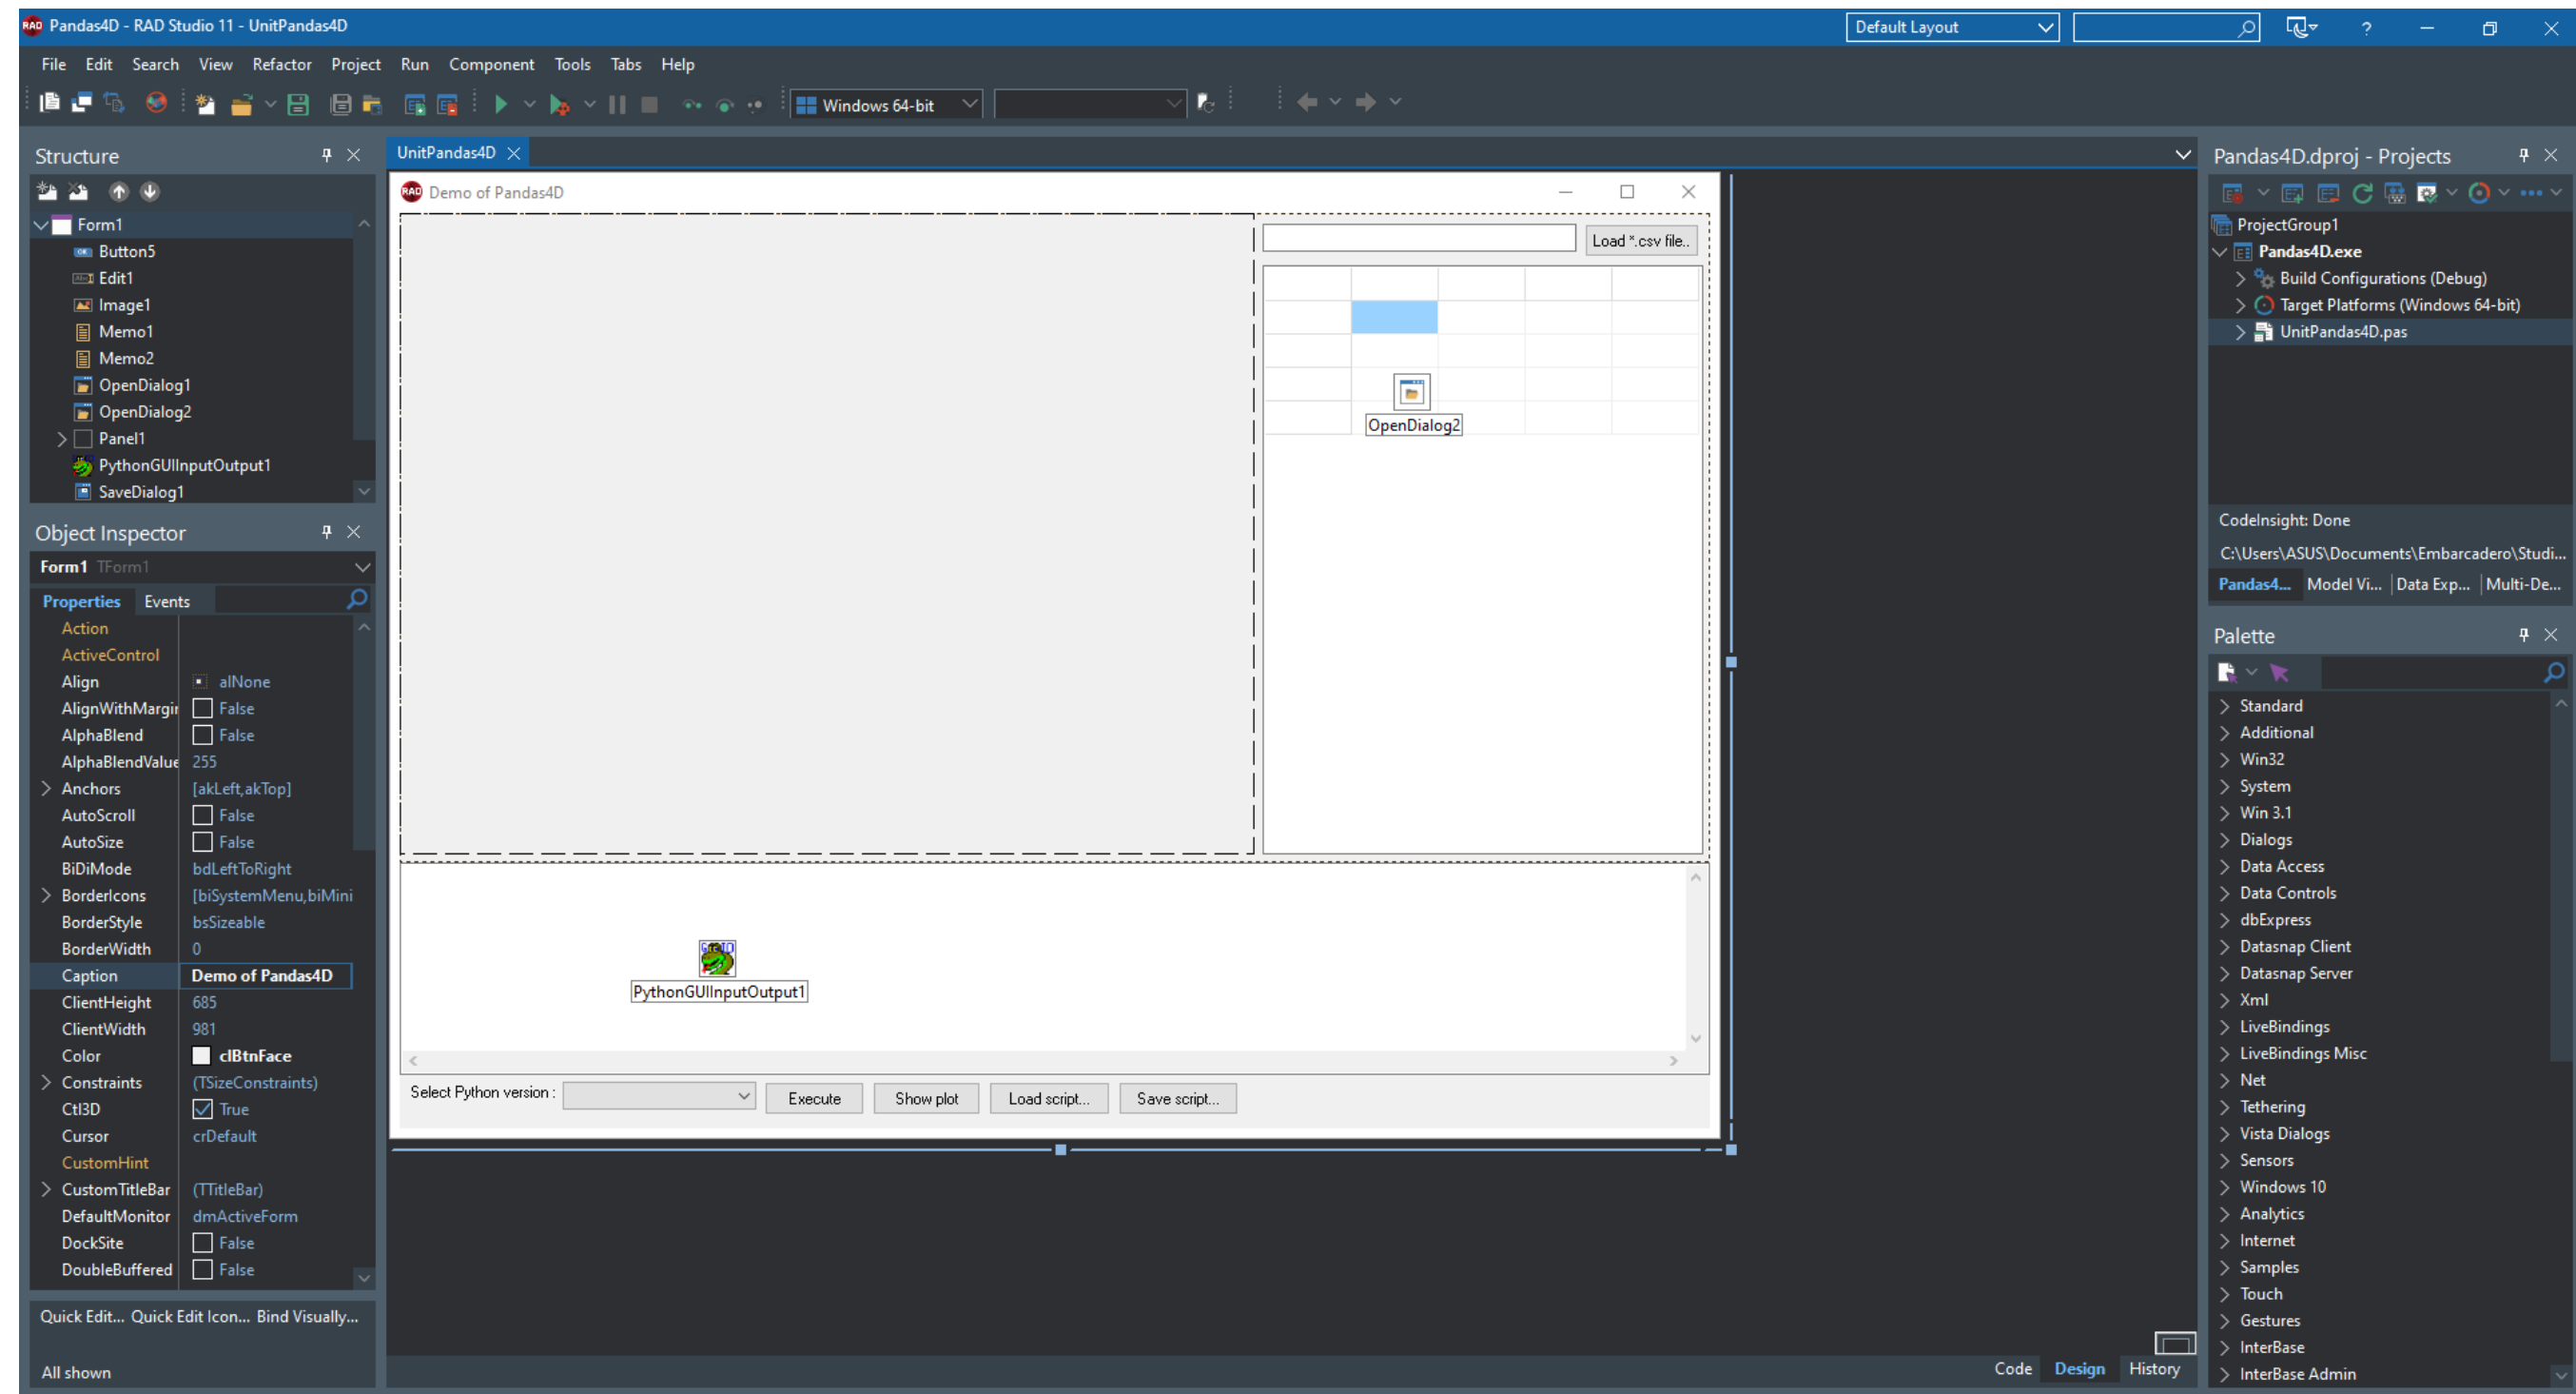 Pandas4D - RAD Studio 11 - UnitPandas4D
Default Layout
?
File Edit Search View Refactor Project Run Component Tools Tabs Help
Windows 64-bit
Structure
Form1
Button5
Edit1
Image1
Memo1
Memo2
OpenDialog1
OpenDialog2
Panel1
PythonGUIInputOutput1
SaveDialog1
Object Inspector
Form1 TForm1
Properties Events
Action
ActiveControl
Align alNone
AlignWithMargin False
AlphaBlend False
AlphaBlendValue 255
Anchors [akLeft,akTop]
AutoScroll False
AutoSize False
BiDiMode bdLeftToRight
BorderIcons [biSystemMenu,biMini
BorderStyle bsSizeable
BorderWidth 0
Caption Demo of Pandas4D
ClientHeight 685
ClientWidth 981
Color clBtnFace
Constraints (TSizeConstraints)
Ctl3D True
Cursor crDefault
CustomHint
CustomTitleBar (TTitleBar)
DefaultMonitor dmActiveForm
DockSite False
DoubleBuffered False
Quick Edit... Quick Edit Icon... Bind Visually...
All shown
UnitPandas4D
RAD Demo of Pandas4D
Load *.csv file..
OpenDialog2
PythonGUIInputOutput1
Select Python version :
Execute
Show plot
Load script...
Save script...
Code Design History
Pandas4D.dproj - Projects
ProjectGroup1
Pandas4D.exe
Build Configurations (Debug)
Target Platforms (Windows 64-bit)
UnitPandas4D.pas
CodeInsight: Done
C:\Users\ASUS\Documents\Embarcadero\Studi...
Pandas4... Model Vi... Data Exp... Multi-De...
Palette
Standard
Additional
Win32
System
Win 3.1
Dialogs
Data Access
Data Controls
dbExpress
Datasnap Client
Datasnap Server
Xml
LiveBindings
LiveBindings Misc
Net
Tethering
Vista Dialogs
Sensors
Windows 10
Analytics
Internet
Samples
Touch
Gestures
InterBase
InterBase Admin